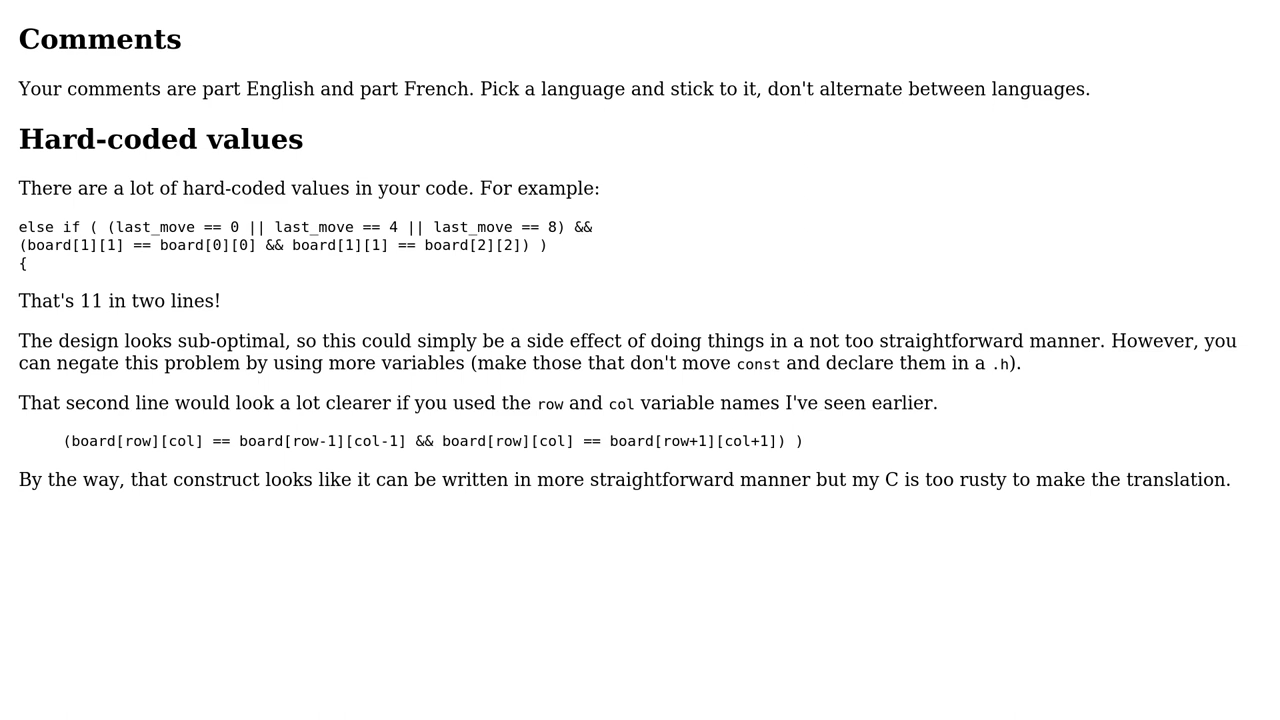 Comments
Your comments are part English and part French. Pick a language and stick to it, don't alternate between languages.
Hard-coded values
There are a lot of hard-coded values in your code. For example:
else if ( (last_move == 0 || last_move == 4 || last_move == 8) &&
(board[1][1] == board[0][0] && board[1][1] == board[2][2]) )
{
That's 11 in two lines!
The design looks sub-optimal, so this could simply be a side effect of doing things in a not too straightforward manner. However, you
can negate this problem by using more variables (make those that don't move const and declare them in a .h).
That second line would look a lot clearer if you used the row and col variable names I've seen earlier.
(board[row][col] == board[row-1][col-1] && board[row][col] == board[row+1][col+1]) )
By the way, that construct looks like it can be written in more straightforward manner but my C is too rusty to make the translation.